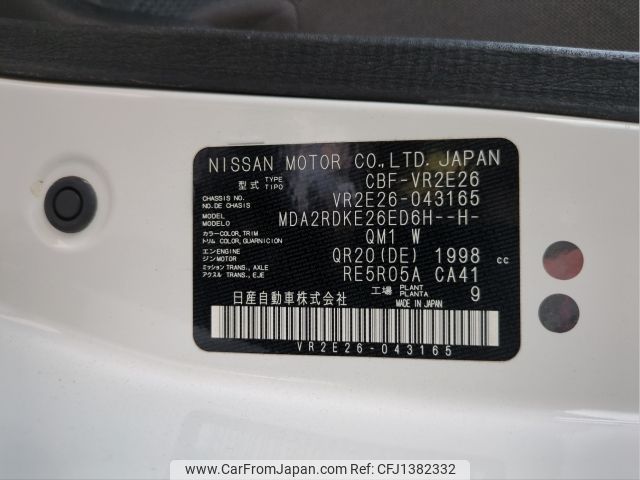 NISSAN MOTOR CO.,LTD. JAPAN
型式 TYPE TIPO CBF-VR2E26
CHASSIS NO. NO.DE CHASIS VR2E26-043165
MODEL MODELO MDA2RDKE26ED6H--H-
カラー COLOR, TRIM トリム COLOR, GUARNICION QM1 W
エンジン ENGINE MOTOR QR20(DE) 1998 cc
ミッション TRANS., AXLE アクスル TRANS., EJE RE5R05A CA41
工場 PLANT PLANTA 9
日産自動車株式会社 MADE IN JAPAN
VR2E26-043165
www.CarFromJapan.com | © CarFromJapan | CFJ1382332